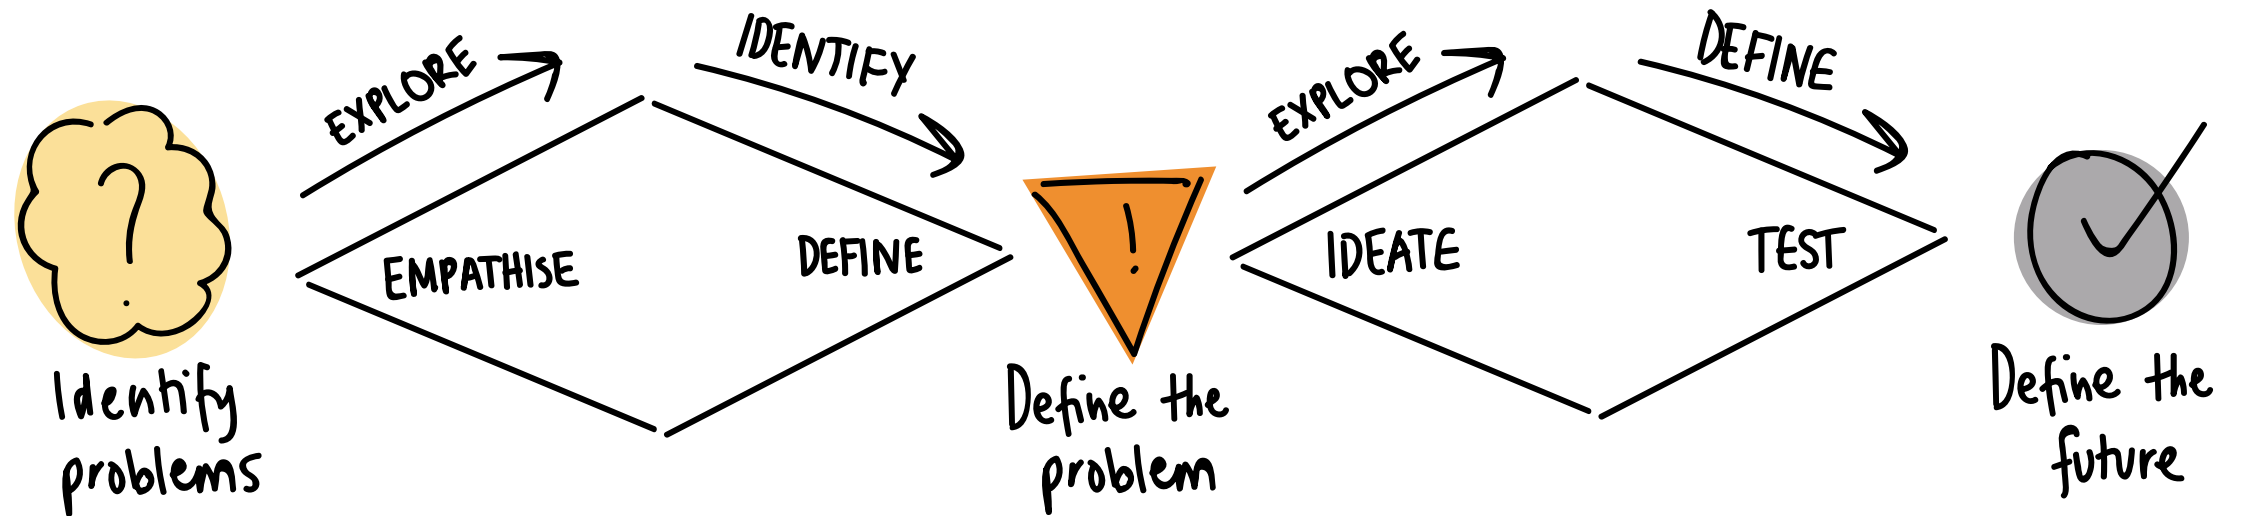 EXPLORE
IDENTIFY
EXPLORE
DEFINE
?
EMPATHISE
DEFINE
!
IDEATE
TEST
Identify
problems
Define the
problem
Define the
future